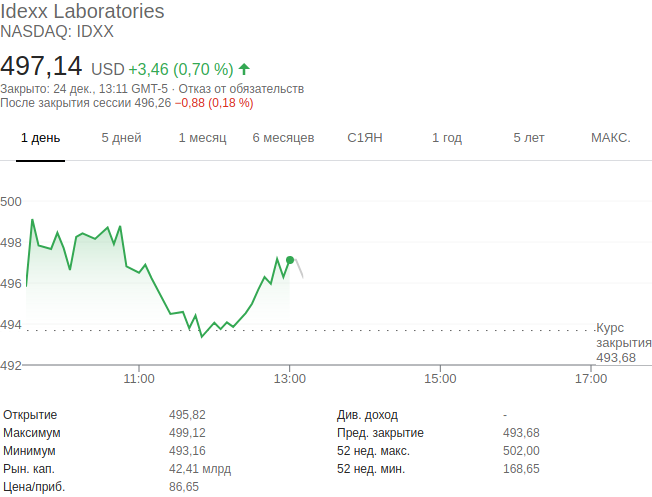 Idexx Laboratories
NASDAQ: IDXX
497,14 USD +3,46 (0,70 %)
Закрыто: 24 дек., 13:11 GMT-5 · Отказ от обязательств
После закрытия сессии 496,26 −0,88 (0,18 %)
1 день 5 дней 1 месяц 6 месяцев С1ЯН 1 год 5 лет МАКС.
500
498
496
494
Курс
закрытия
493,68
492
11:00 13:00 15:00 17:00
Открытие 495,82 Див. доход -
Максимум 499,12 Пред. закрытие 493,68
Минимум 493,16 52 нед. макс. 502,00
Рын. кап. 42,41 млрд 52 нед. мин. 168,65
Цена/приб. 86,65